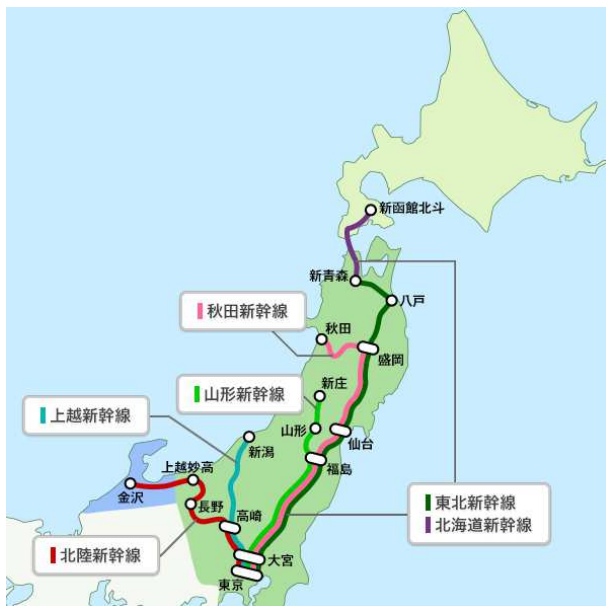 新函館北斗
新青森
八戸
秋田新幹線
秋田
盛岡
新庄
山形新幹線
上越新幹線
山形
仙台
新潟
福島
上越妙高
金沢
長野
高崎
東北新幹線
北海道新幹線
北陸新幹線
大宮
東京